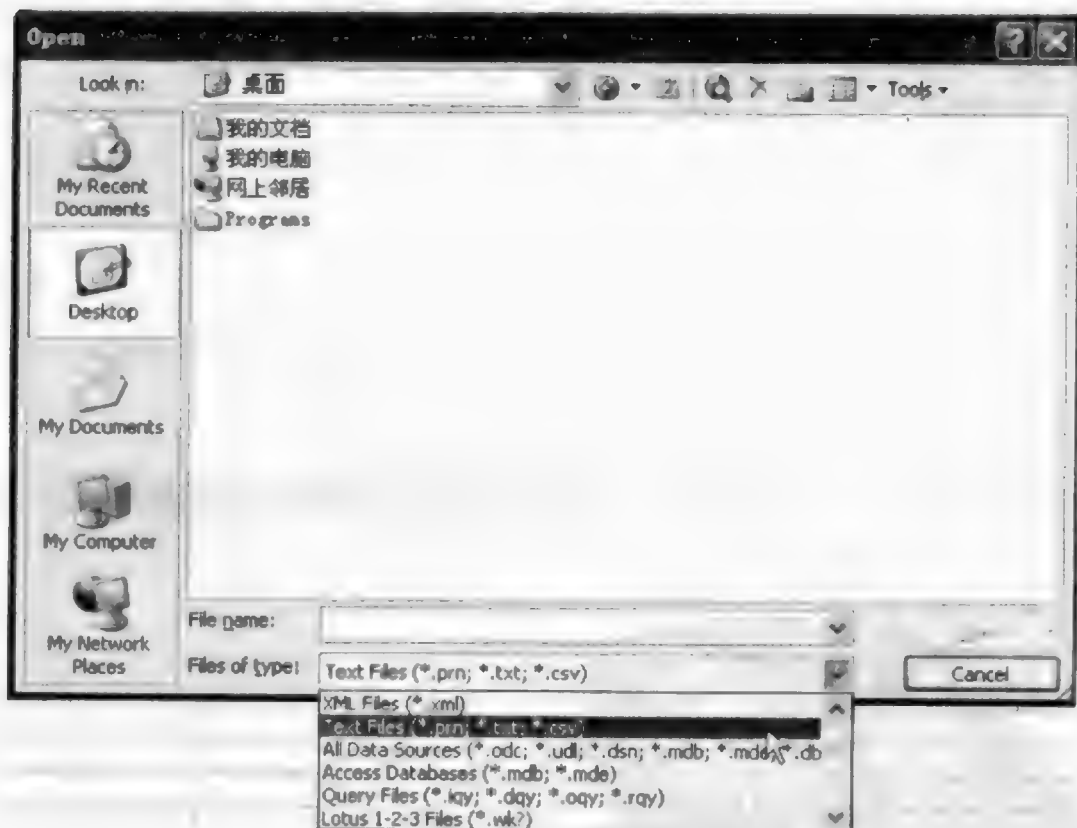 Open
Look in:
桌面
Tools
我的文档
我的电脑
网上邻居
Programs
My Recent
Documents
Desktop
My Documents
My Computer
My Network
Places
File name:
Files of type:
Text Files (*.prn; *.txt; *.csv)
Cancel
XML Files (*.xml)
Text Files (*.prn; *.txt; *.csv)
All Data Sources (*.odc; *.udl; *.dsn; *.mdb; *.mde; *.db
Access Databases (*.mdb; *.mde)
Query Files (*.iqy; *.dqy; *.oqy; *.rqy)
Lotus 1-2-3 Files (*.wk?)